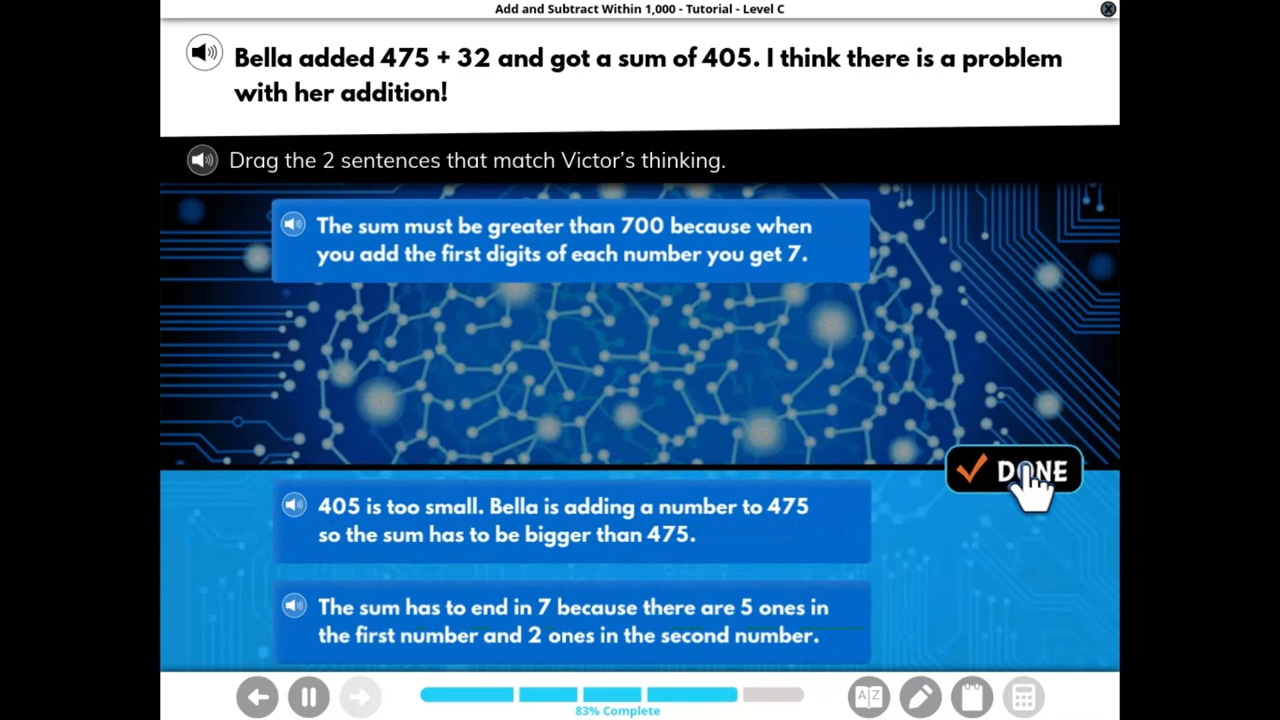 Add and Subtract Within 1,000 - Tutorial - Level C
Bella added 475 + 32 and got a sum of 405. I think there is a problem
with her addition!
Drag the 2 sentences that match Victor’s thinking.
The sum must be greater than 700 because when
you add the first digits of each number you get 7.
DONE
405 is too small. Bella is adding a number to 475
so the sum has to be bigger than 475.
The sum has to end in 7 because there are 5 ones in
the first number and 2 ones in the second number.
83% Complete
A Z